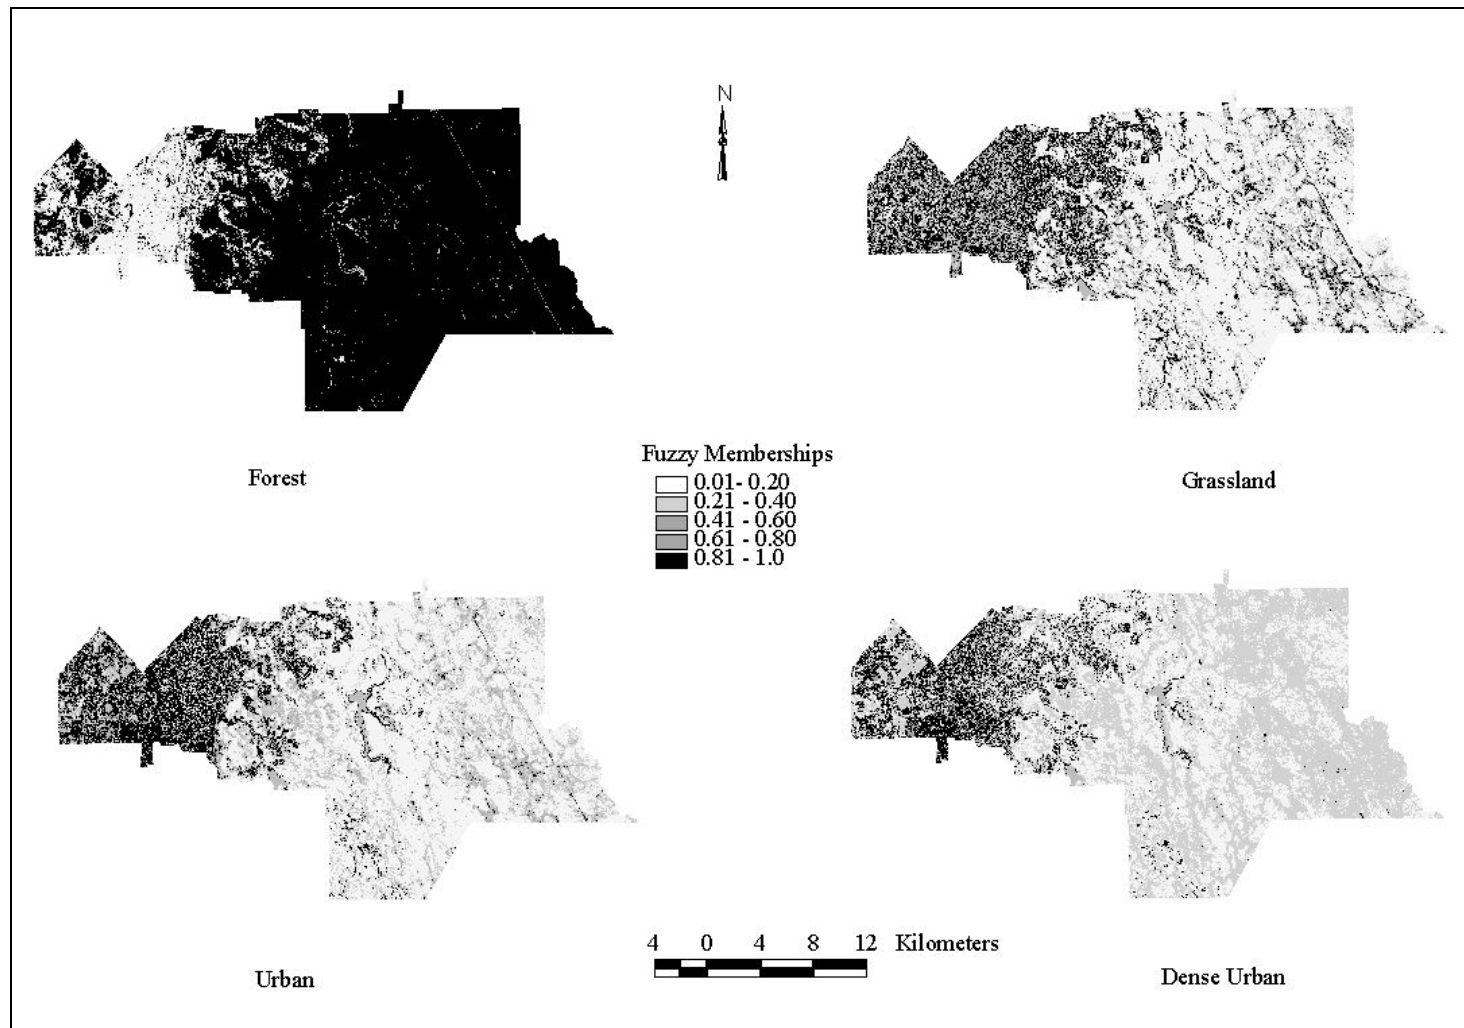 N
Fuzzy Memberships
0.01- 0.20
0.21 - 0.40
0.41 - 0.60
0.61 - 0.80
0.81 - 1.0
Forest
Grassland
4 0 4 8 12 Kilometers
Urban
Dense Urban